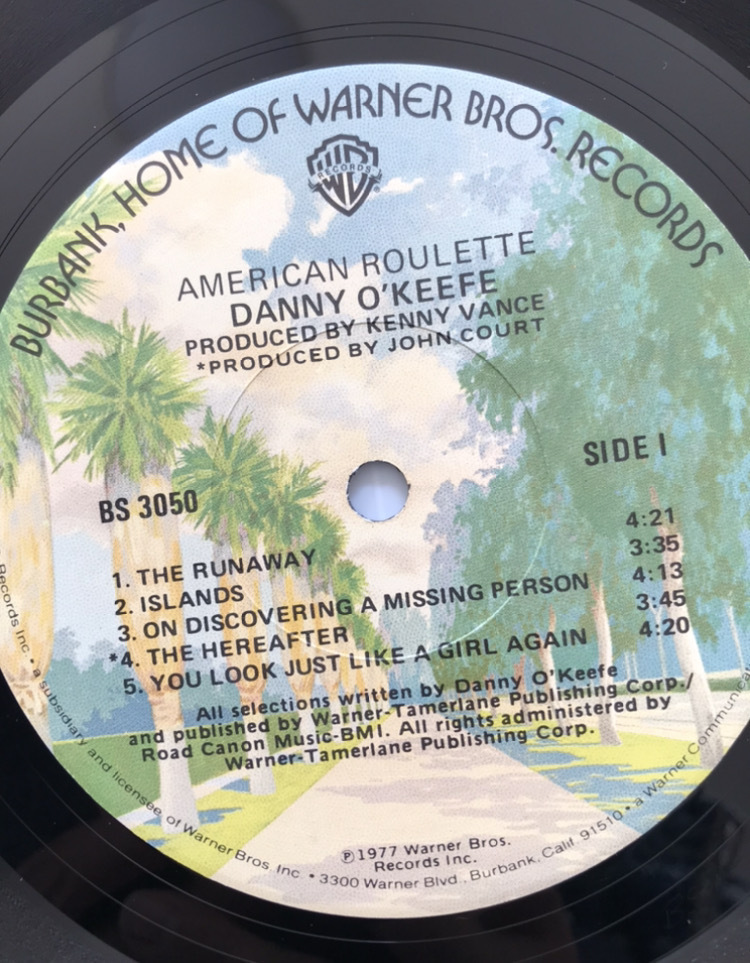 BURBANK, HOME OF WARNER BROS. RECORDS
WB
RECORDS
AMERICAN ROULETTE
DANNY O'KEEFE
PRODUCED BY KENNY VANCE
*PRODUCED BY JOHN COURT
SIDE 1
BS 3050
1. THE RUNAWAY 4:21
2. ISLANDS 3:35
3. ON DISCOVERING A MISSING PERSON 4:13
*4. THE HEREAFTER 3:45
5. YOU LOOK JUST LIKE A GIRL AGAIN 4:20
All selections written by Danny O'Keefe
and published by Warner-Tamerlane Publishing Corp./
Road Canon Music-BMI. All rights administered by
Warner-Tamerlane Publishing Corp.
℗1977 Warner Bros.
Records Inc.
Records Inc. • a subsidiary and licensee of Warner Bros. Inc. • 3300 Warner Blvd., Burbank, Calif. 91510 • a Warner